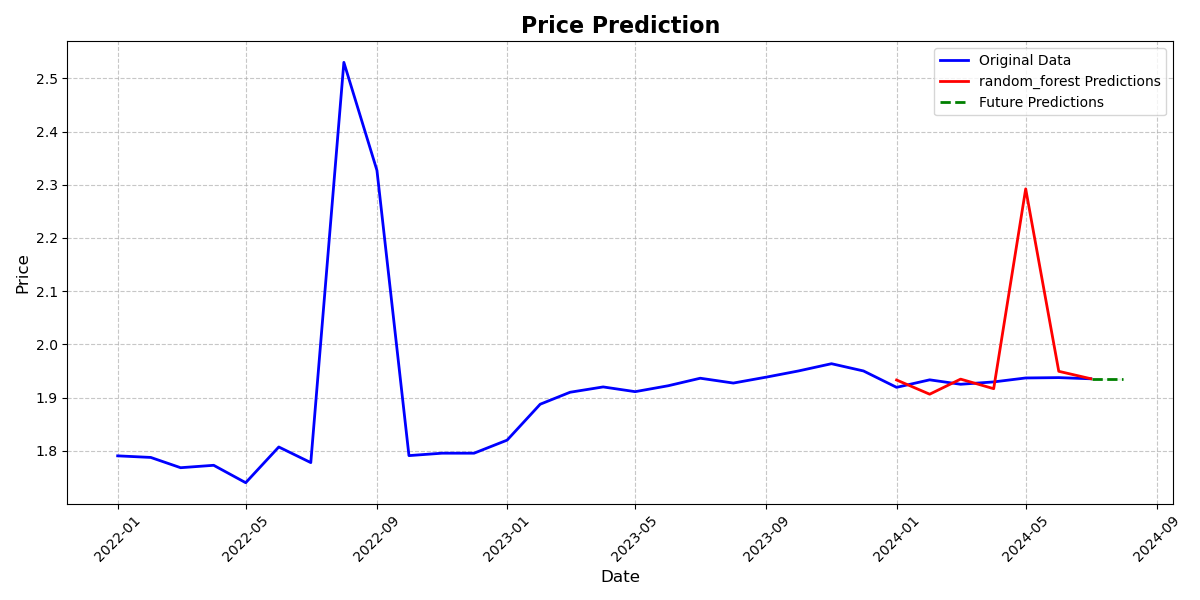 Price Prediction
Original Data
random_forest Predictions
Future Predictions
Price
2.5
2.4
2.3
2.2
2.1
2.0
1.9
1.8
2022-01
2022-05
2022-09
2023-01
2023-05
2023-09
2024-01
2024-05
2024-09
Date